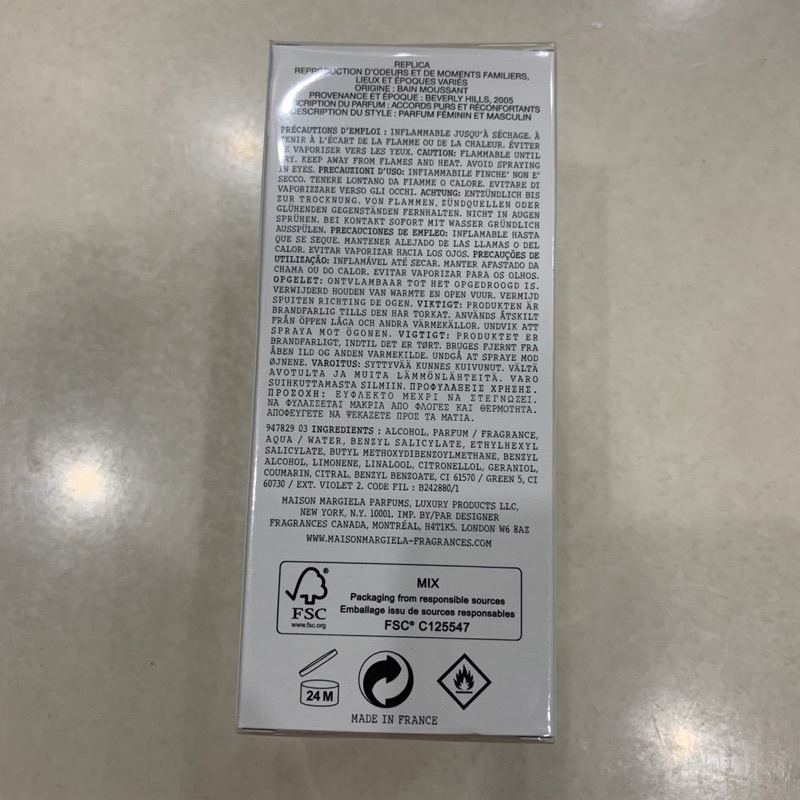 REPLICA
REPRODUCTION D'ODEURS ET DE MOMENTS FAMILIERS,
LIEUX ET ÉPOQUES VARIÉS
ORIGINE : BAIN MOUSSANT
PROVENANCE ET ÉPOQUE : BEVERLY HILLS, 2005
SCRIPTION DU PARFUM : ACCORDS PURS ET RÉCONFORTANTS
DESCRIPTION DU STYLE : PARFUM FÉMININ ET MASCULIN
PRÉCAUTIONS D'EMPLOI : INFLAMMABLE JUSQU'À SÉCHAGE. À
TENIR À L'ÉCART DE LA FLAMME OU DE LA CHALEUR. ÉVITER
DE VAPORISER VERS LES YEUX. CAUTION: FLAMMABLE UNTIL
DRY. KEEP AWAY FROM FLAMES AND HEAT. AVOID SPRAYING
IN EYES. PRECAUZIONI D'USO: INFIAMMABILE FINCHE' NON E'
SECCO. TENERE LONTANO DA FIAMME O CALORE. EVITARE DI
VAPORIZZARE VERSO GLI OCCHI. ACHTUNG: ENTZÜNDLICH BIS
ZUR TROCKNUNG. VON FLAMMEN, ZÜNDQUELLEN ODER
GLÜHENDEN GEGENSTÄNDEN FERNHALTEN. NICHT IN AUGEN
SPRÜHEN. BEI KONTAKT SOFORT MIT WASSER GRÜNDLICH
AUSSPÜLEN. PRECAUCIONES DE EMPLEO: INFLAMABLE HASTA
QUE SE SEQUE. MANTENER ALEJADO DE LAS LLAMAS O DEL
CALOR. EVITAR VAPORIZAR HACIA LOS OJOS. PRECAUÇÕES DE
UTILIZAÇÃO: INFLAMÁVEL ATÉ SECAR. MANTER AFASTADO DA
CHAMA OU DO CALOR. EVITAR VAPORIZAR PARA OS OLHOS.
OPGELET: ONTVLAMBAAR TOT HET OPGEDROOGD IS.
VERWIJDERD HOUDEN VAN WARMTE EN OPEN VUUR. VERMIJD
SPUITEN RICHTING DE OGEN. VIKTIGT: PRODUKTEN ÄR
BRANDFARLIG TILLS DEN HAR TORKAT. ANVÄNDS ÅTSKILT
FRÅN ÖPPEN LÅGA OCH ANDRA VÄRMEKÄLLOR. UNDVIK ATT
SPRAYA MOT ÖGONEN. VIGTIGT: PRODUKTET ER
BRANDFARLIGT, INDTIL DET ER TØRT. BRUGES FJERNT FRA
ÅBEN ILD OG ANDEN VARMEKILDE. UNDGÅ AT SPRAYE MOD
ØJNENE. VAROITUS: SYTTYVÄÄ KUNNES KUIVUNUT. VÄLTÄ
AVOTULTA JA MUITA LÄMMÖNLÄHTEITÄ. VARO
SUIHKUTTAMASTA SILMIIN. ΠΡΟΦΥΛΑΞΕΙΣ ΧΡΗΣΗΣ.
ΠΡΟΣΟΧΗ: ΕΥΦΛΕΚΤΟ ΜΕΧΡΙ ΝΑ ΣΤΕΓΝΩΣΕΙ.
ΝΑ ΦΥΛΑΣΣΕΤΑΙ ΜΑΚΡΙΑ ΑΠΟ ΦΛΟΓΕΣ ΚΑΙ ΘΕΡΜΟΤΗΤΑ.
ΑΠΟΦΕΥΓΕΤΕ ΝΑ ΨΕΚΑΖΕΤΕ ΠΡΟΣ ΤΑ ΜΑΤΙΑ.
947829 03 INGREDIENTS : ALCOHOL, PARFUM / FRAGRANCE,
AQUA / WATER, BENZYL SALICYLATE, ETHYLHEXYL
SALICYLATE, BUTYL METHOXYDIBENZOYLMETHANE, BENZYL
ALCOHOL, LIMONENE, LINALOOL, CITRONELLOL, GERANIOL,
COUMARIN, CITRAL, BENZYL BENZOATE, CI 61570 / GREEN 5, CI
60730 / EXT. VIOLET 2. CODE FIL : B242880/1
MAISON MARGIELA PARFUMS, LUXURY PRODUCTS LLC,
NEW YORK, N.Y. 10001. IMP. BY/PAR DESIGNER
FRAGRANCES CANADA, MONTRÉAL, H4T1K5. LONDON W6 8AZ
WWW.MAISONMARGIELA-FRAGRANCES.COM
FSC
www.fsc.org
MIX
Packaging from responsible sources
Emballage issu de sources responsables
FSC® C125547
24 M
MADE IN FRANCE